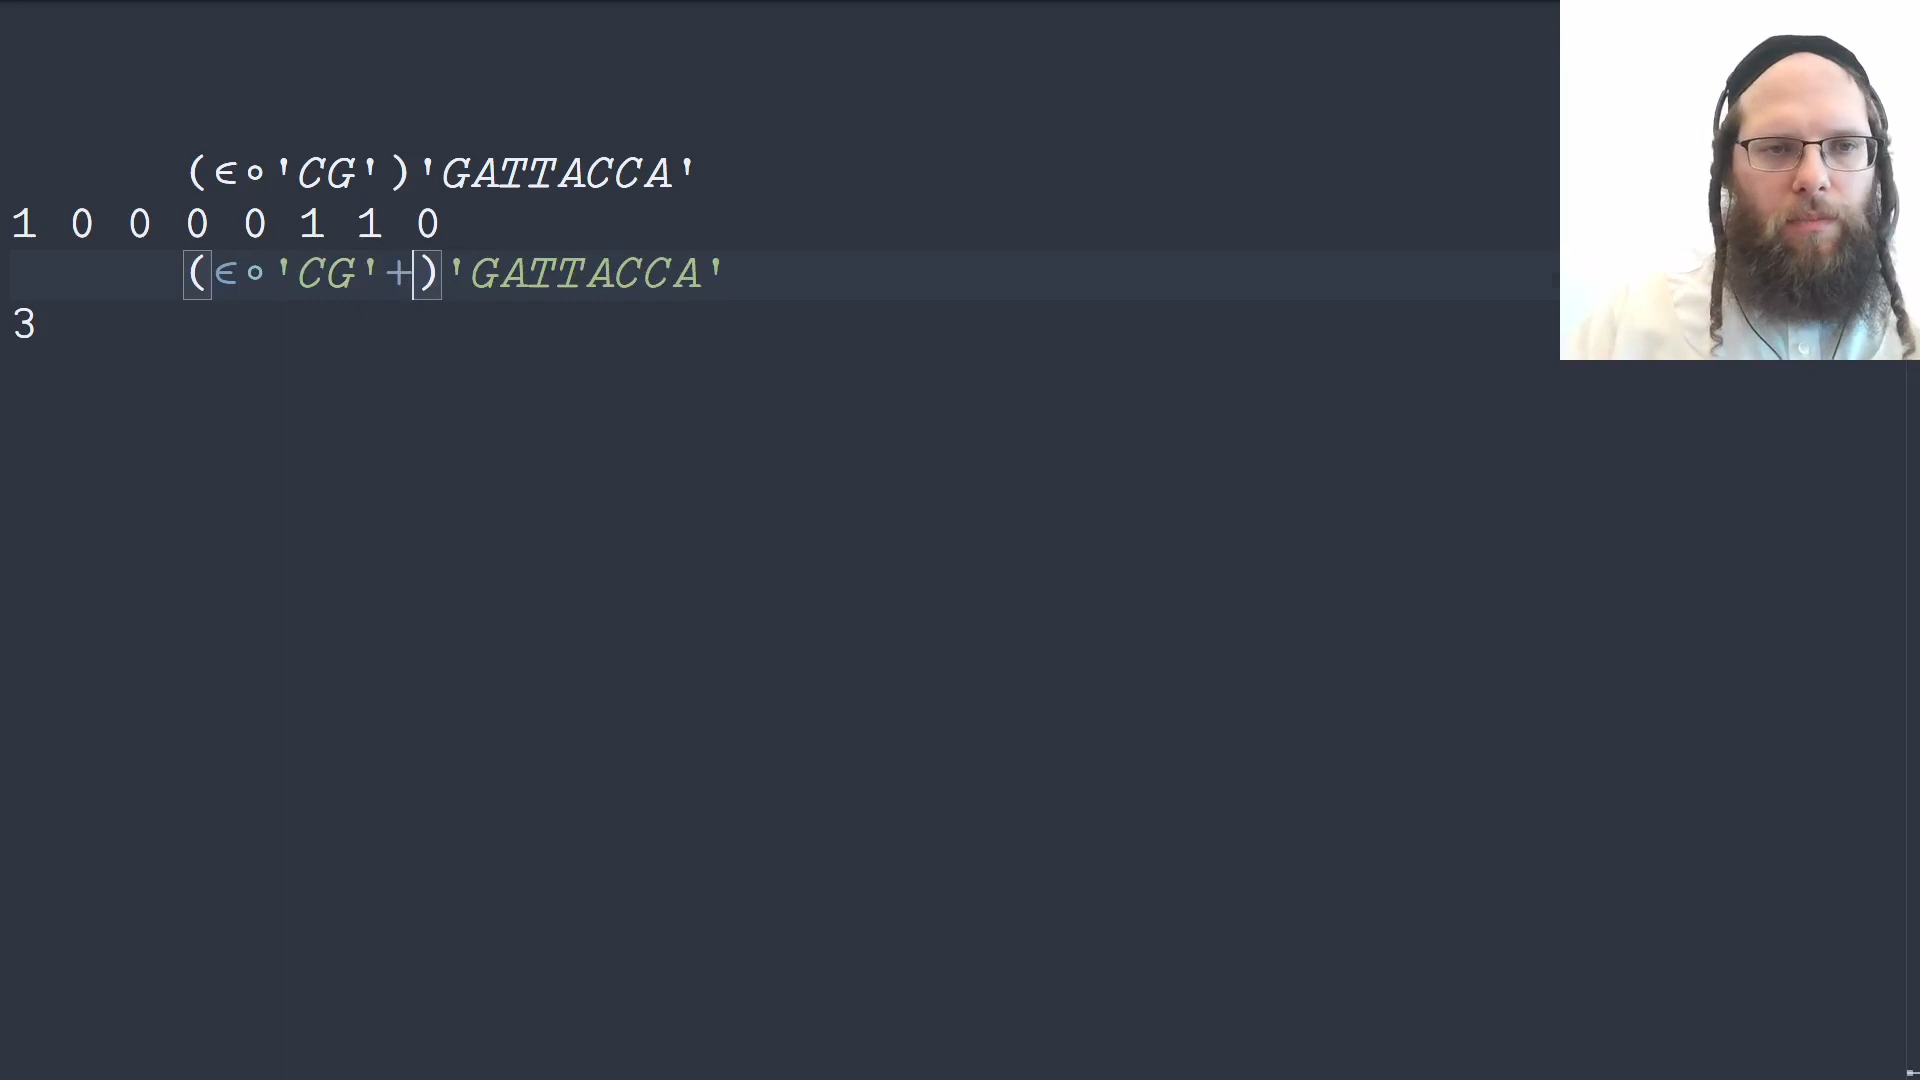 (∊∘'CG')'GATTACCA'
1 0 0 0 0 1 1 0
(∊∘'CG'+)'GATTACCA'
3